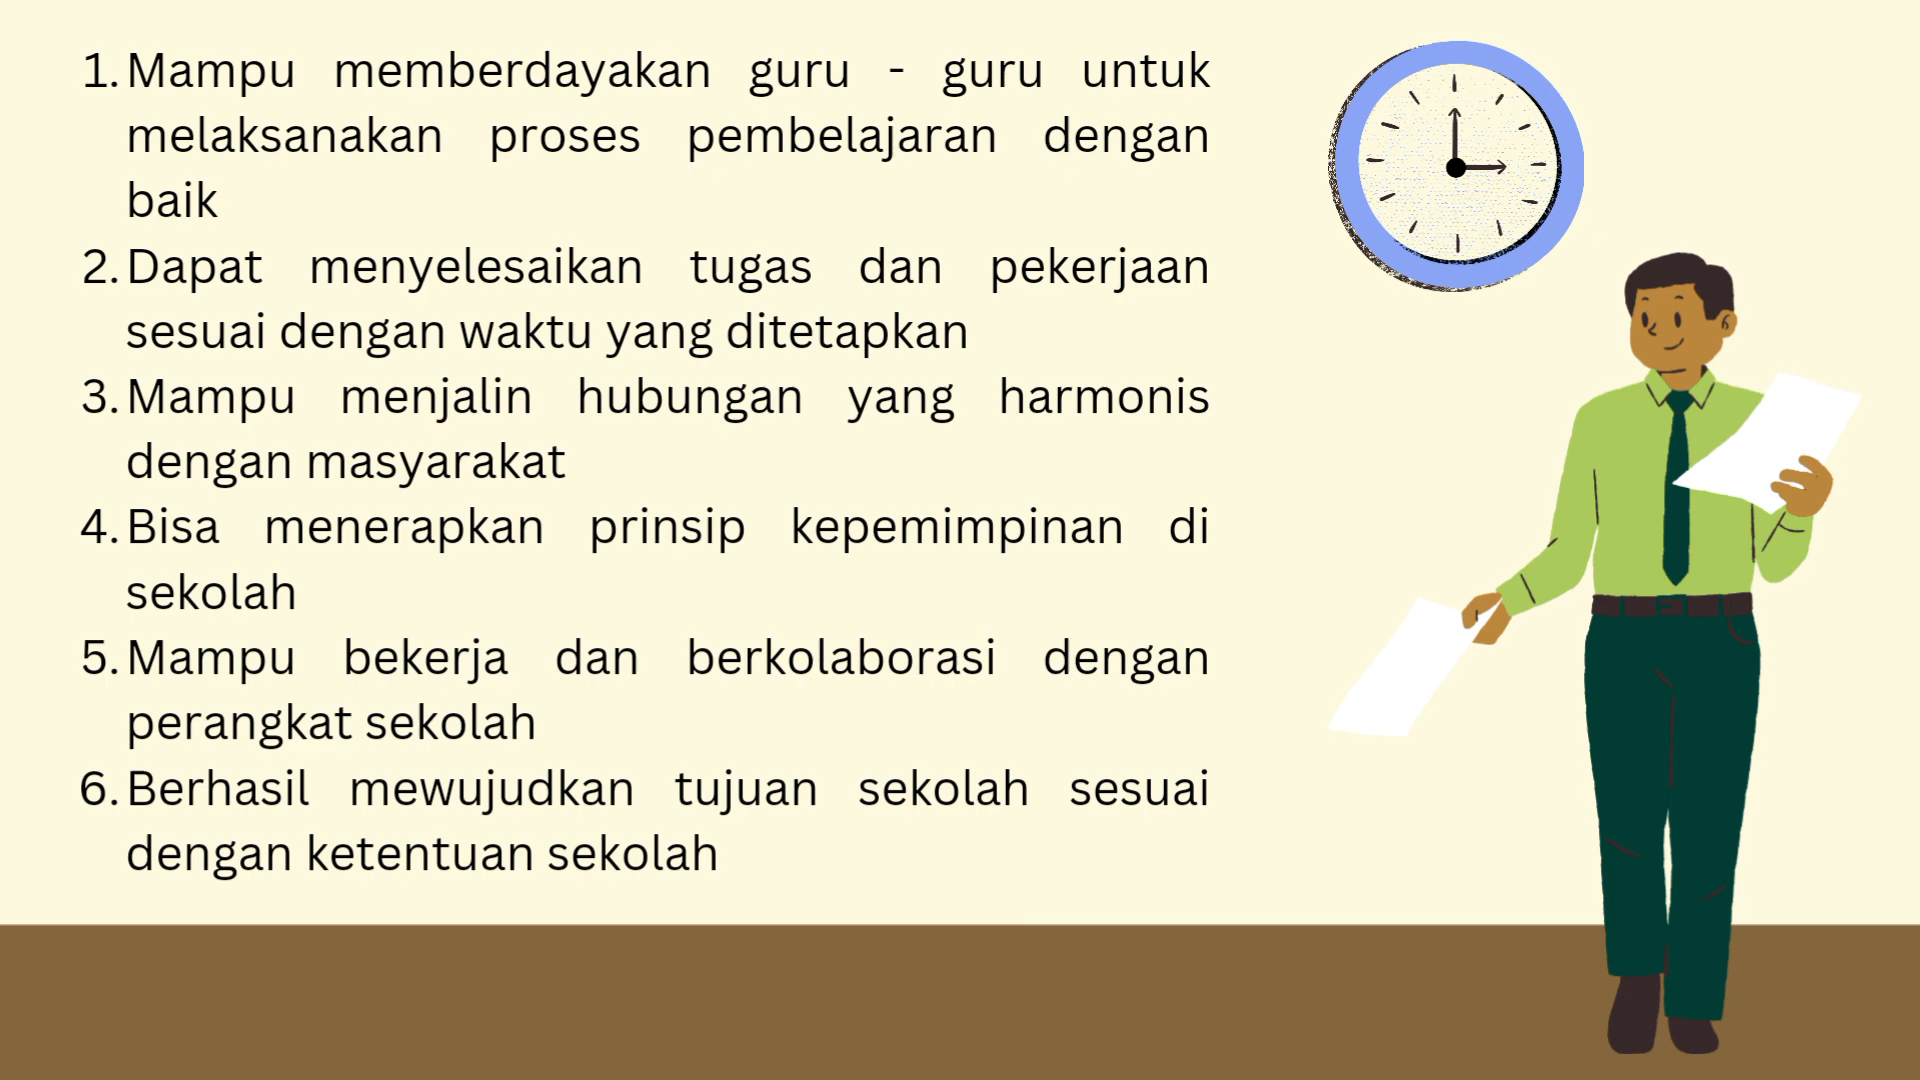 1. Mampu memberdayakan guru - guru untuk
melaksanakan proses pembelajaran dengan
baik
2. Dapat menyelesaikan tugas dan pekerjaan
sesuai dengan waktu yang ditetapkan
3. Mampu menjalin hubungan yang harmonis
dengan masyarakat
4. Bisa menerapkan prinsip kepemimpinan di
sekolah
5. Mampu bekerja dan berkolaborasi dengan
perangkat sekolah
6. Berhasil mewujudkan tujuan sekolah sesuai
dengan ketentuan sekolah